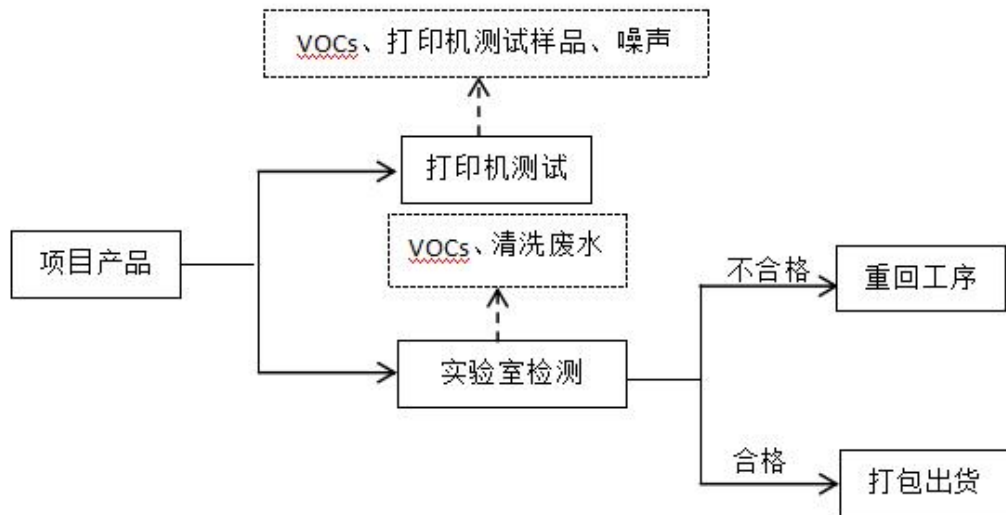 VOCs、打印机测试样品、噪声
打印机测试
VOCs、清洗废水
项目产品
不合格
重回工序
实验室检测
合格
打包出货